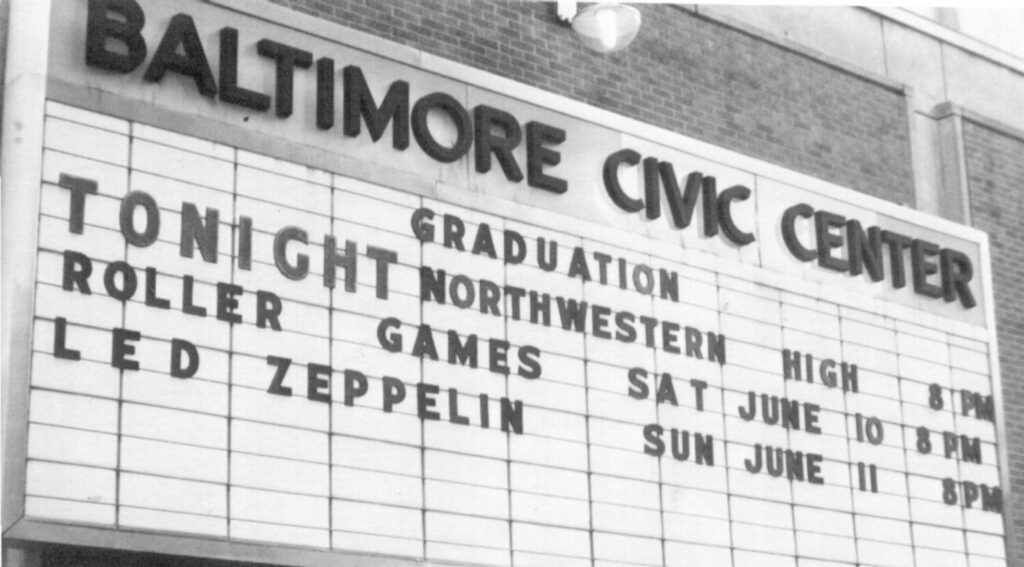 BALTIMORE CIVIC CENTER
TONIGHT GRADUATION
NORTHWESTERN HIGH 8 PM
ROLLER GAMES SAT JUNE 10 8 PM
LED ZEPPELIN SUN JUNE 11 8PM